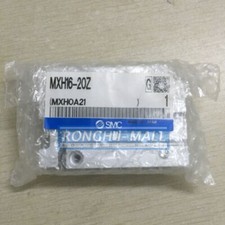 MXH16-20Z
(MXH0A21 )
G
1
SMC
RONGHUI-MALL